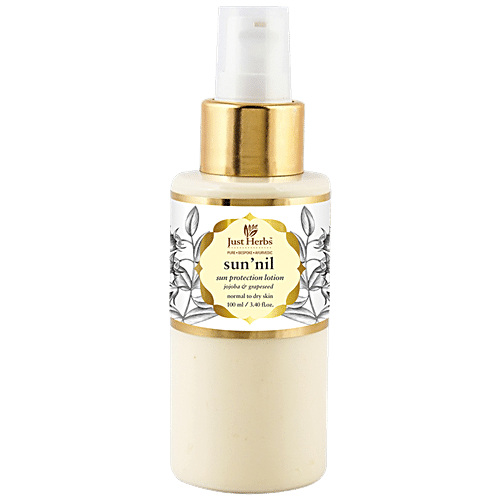 Just Herbs
PURE • BESPOKE • AYURVEDIC
sun'nil
sun protection lotion
jojoba & grapeseed
normal to dry skin
100 ml / 3.40 fl.oz.